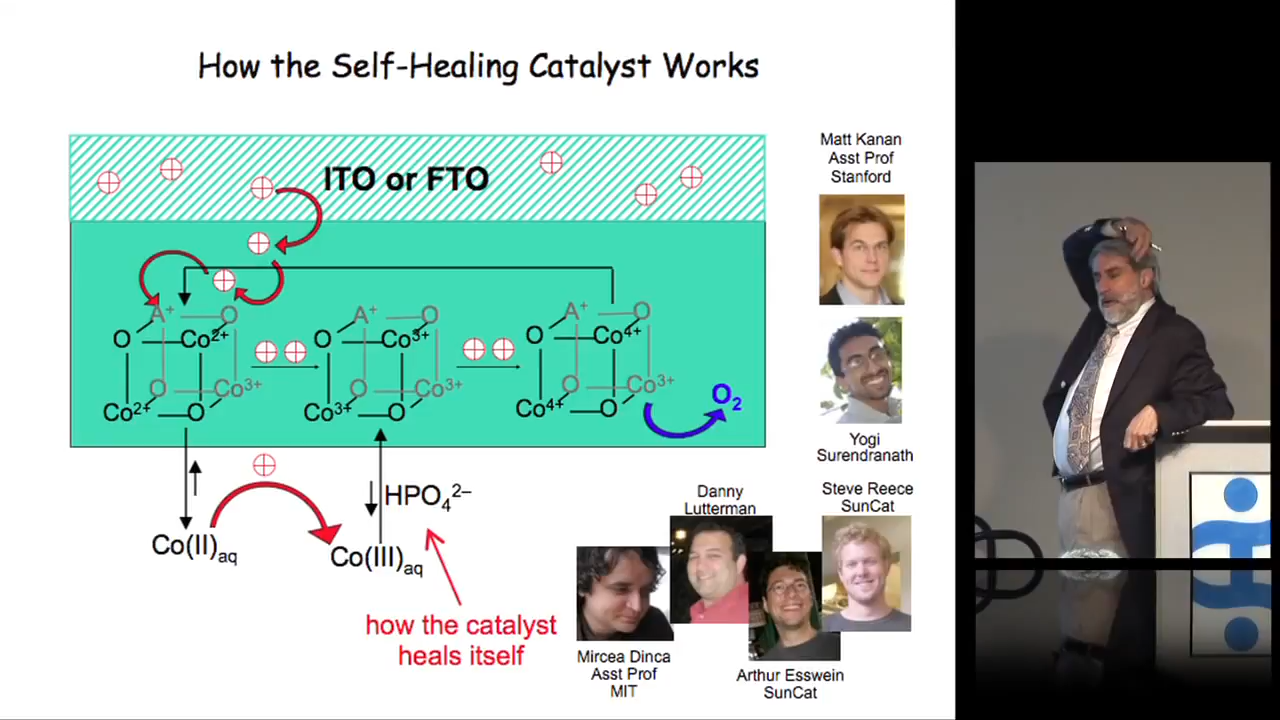 How the Self-Healing Catalyst Works
ITO or FTO
A⁺ O A⁺ O A⁺ O
O Co²⁺ O Co³⁺ O Co⁴⁺
O Co³⁺ O Co³⁺ O Co³⁺
Co²⁺ O Co³⁺ O Co⁴⁺ O
O₂
HPO₄²⁻
Co(II)aq
Co(III)aq
how the catalyst
heals itself
Matt Kanan
Asst Prof
Stanford
Yogi
Surendranath
Danny
Lutterman
Steve Reece
SunCat
Mircea Dinca
Asst Prof
MIT
Arthur Esswein
SunCat